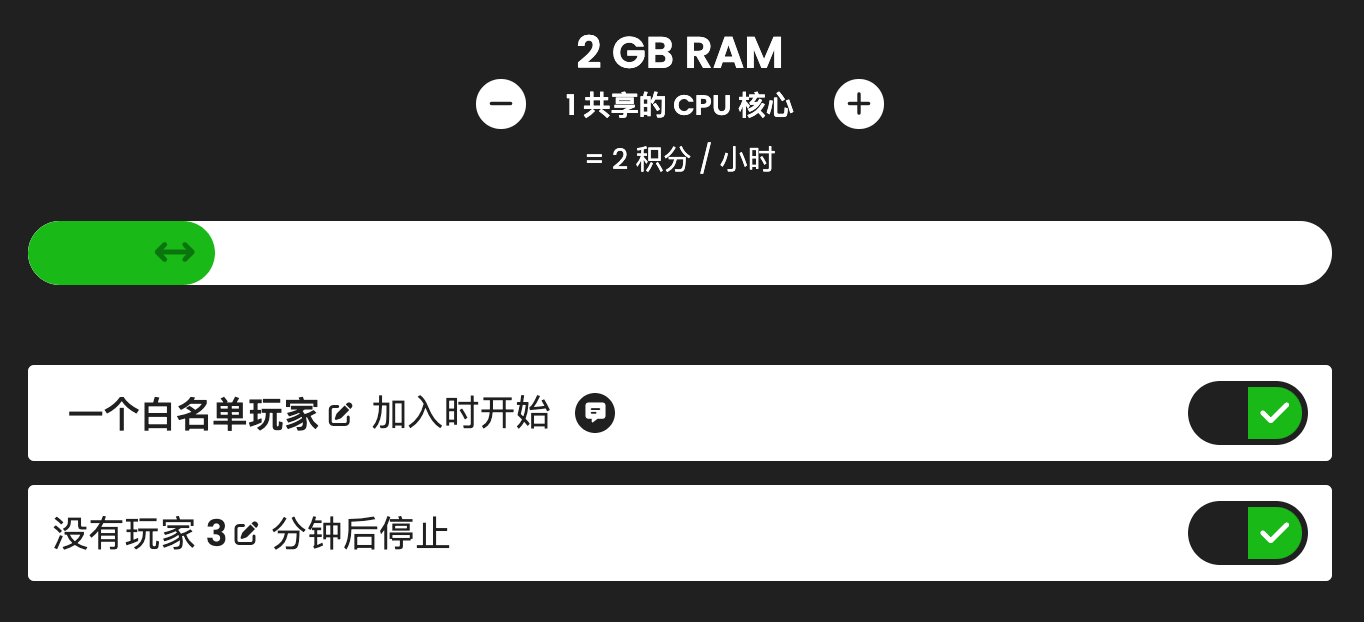 2 GB RAM
1 共享的 CPU 核心
= 2 积分 / 小时
一个白名单玩家 加入时开始
没有玩家 3 分钟后停止